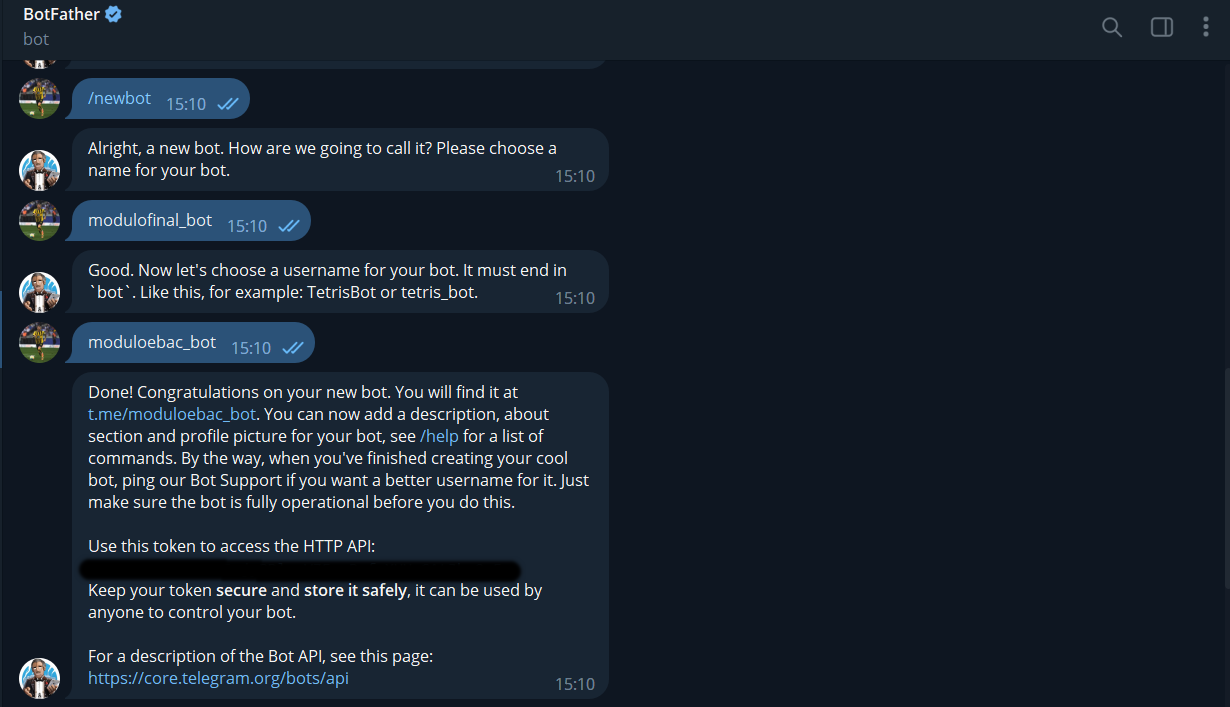 BotFather
bot
/newbot 15:10
Alright, a new bot. How are we going to call it? Please choose a
name for your bot. 15:10
modulofinal_bot 15:10
Good. Now let's choose a username for your bot. It must end in
`bot`. Like this, for example: TetrisBot or tetris_bot. 15:10
moduloebac_bot 15:10
Done! Congratulations on your new bot. You will find it at
t.me/moduloebac_bot. You can now add a description, about
section and profile picture for your bot, see /help for a list of
commands. By the way, when you've finished creating your cool
bot, ping our Bot Support if you want a better username for it. Just
make sure the bot is fully operational before you do this.
Use this token to access the HTTP API:
Keep your token secure and store it safely, it can be used by
anyone to control your bot.
For a description of the Bot API, see this page:
https://core.telegram.org/bots/api 15:10